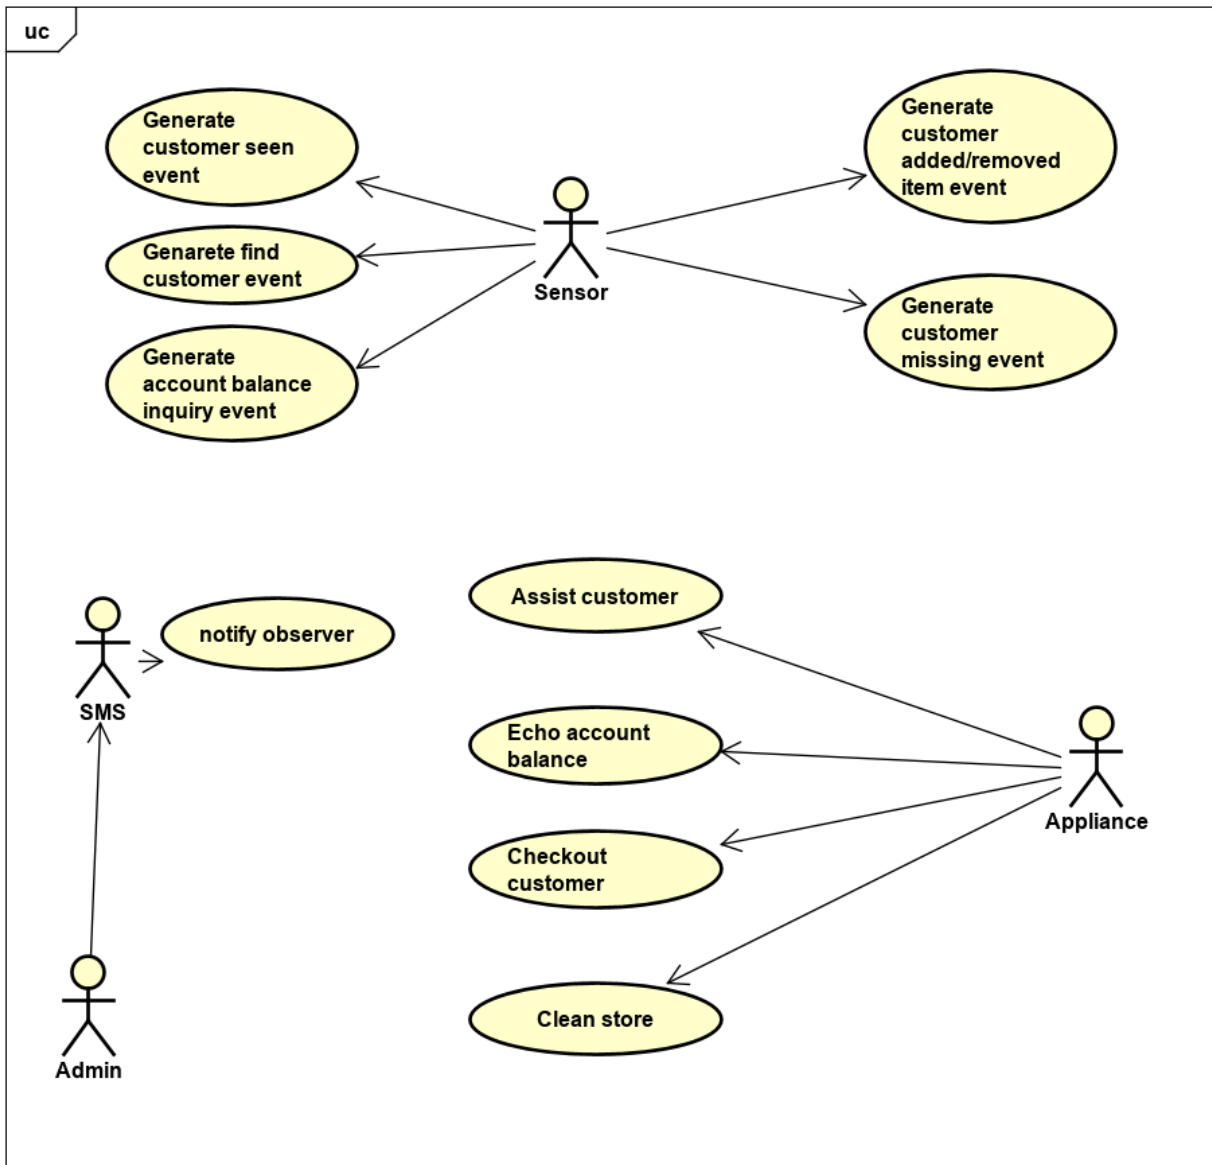 uc
Generate
customer seen
event
Genarete find
customer event
Generate
account balance
inquiry event
Sensor
Generate
customer
added/removed
item event
Generate
customer
missing event
SMS
notify observer
Admin
Assist customer
Echo account
balance
Checkout
customer
Clean store
Appliance